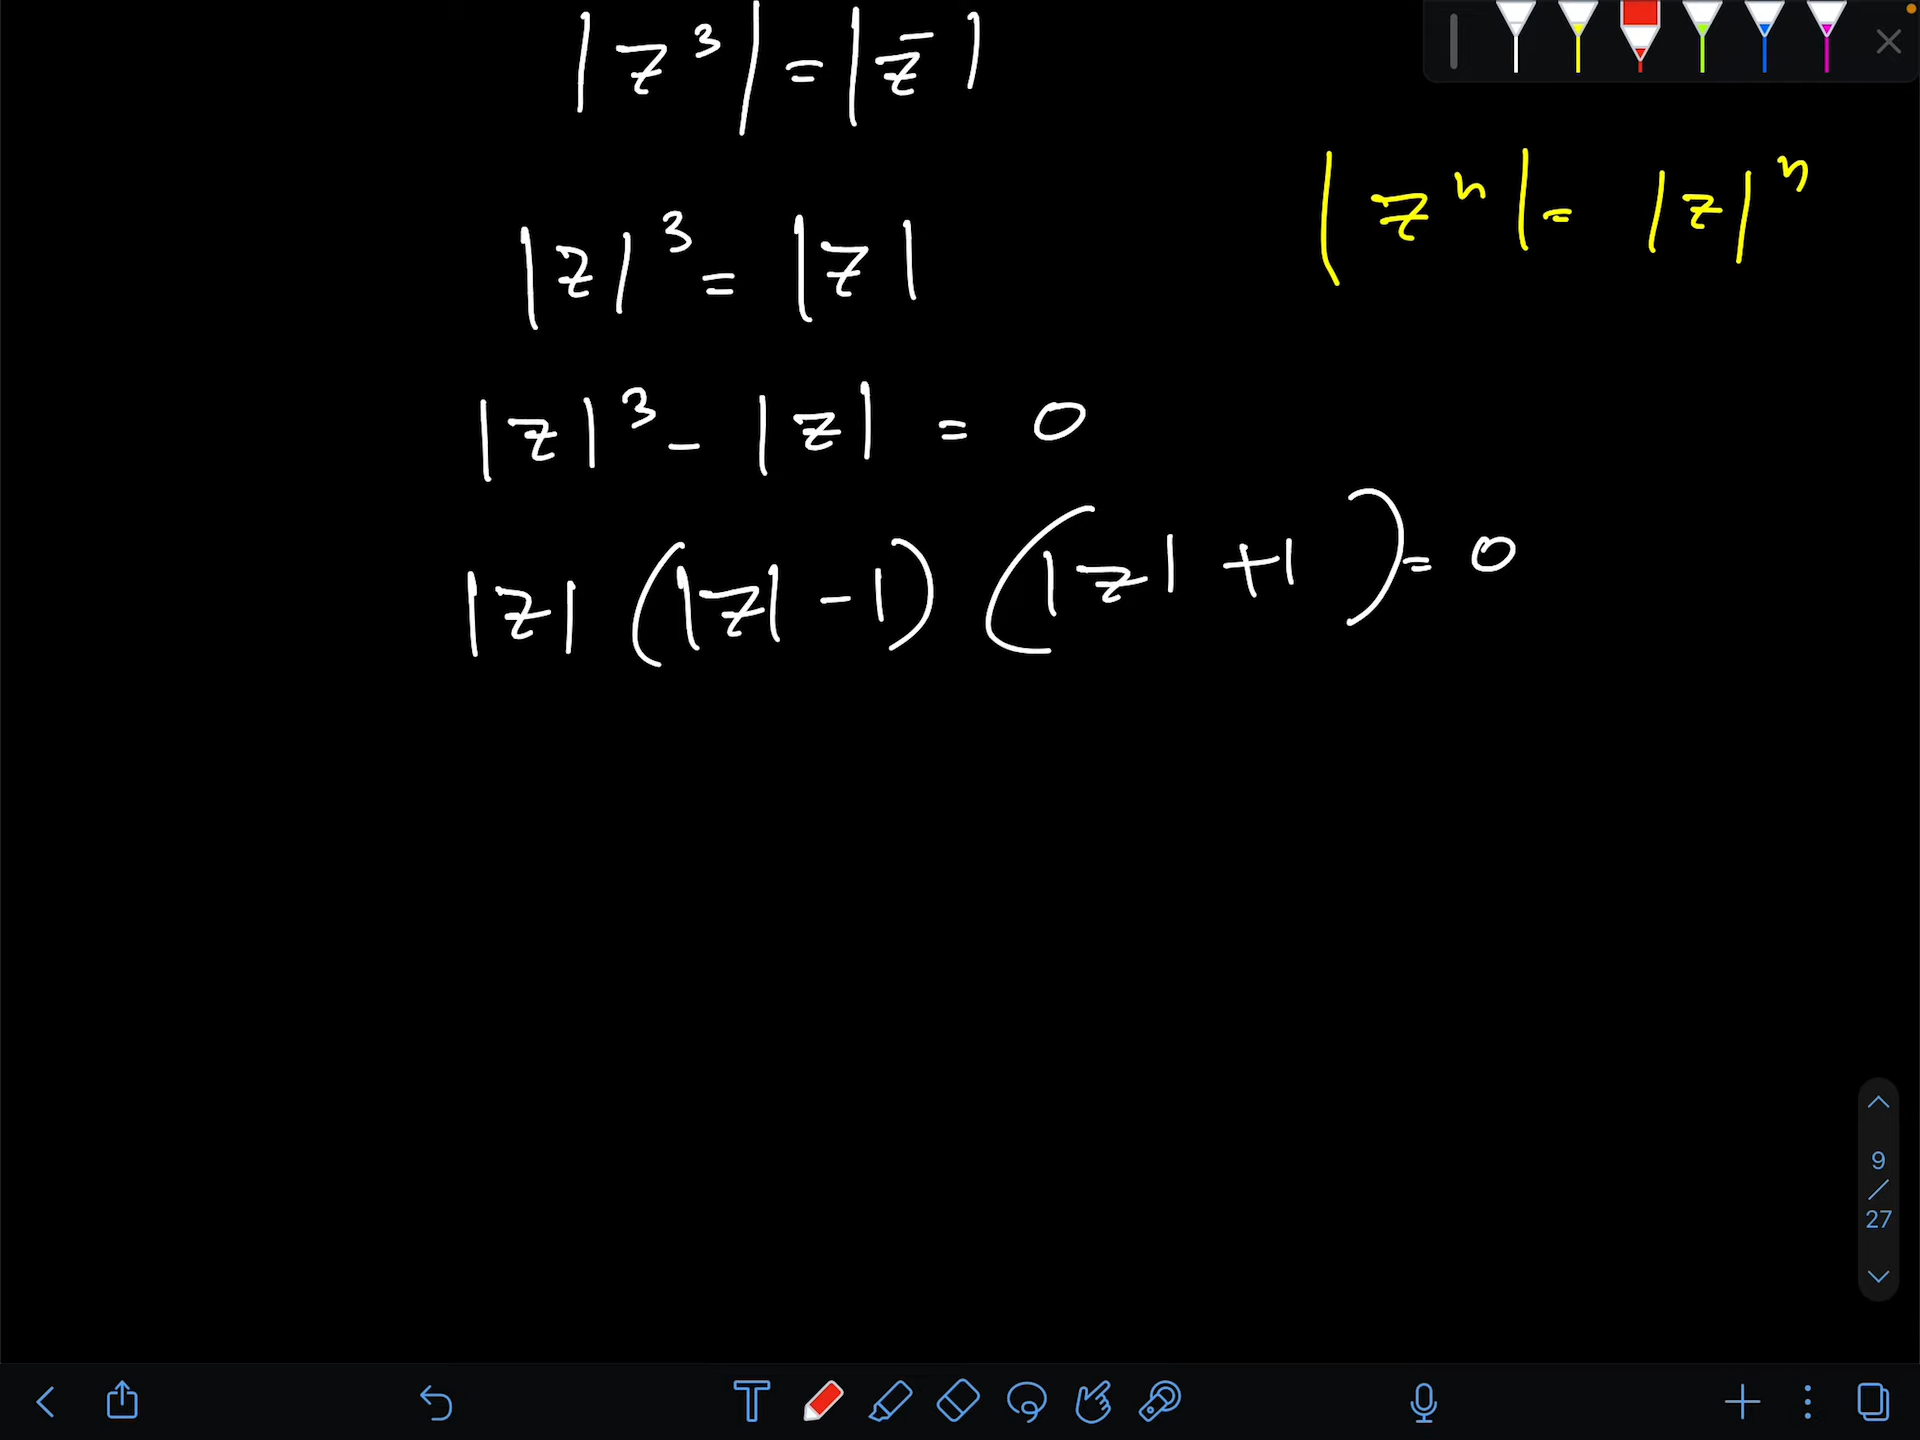 |z³| = |z̄|
|zⁿ| = |z|ⁿ
|z|³ = |z|
|z|³ - |z| = 0
|z| (|z| - 1) (|z| + 1) = 0
9
/
27
T